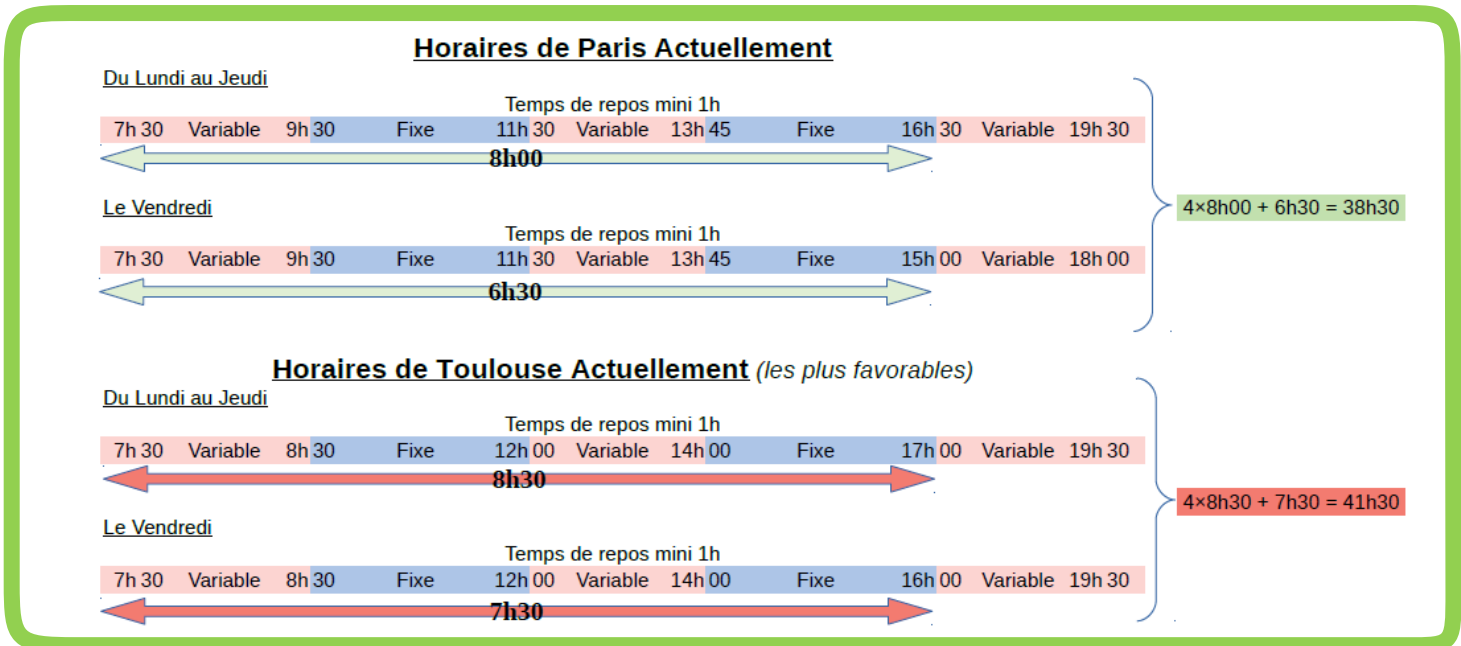 Horaires de Paris Actuellement
Du Lundi au Jeudi
Temps de repos mini 1h
7h 30 Variable 9h 30 Fixe 11h 30 Variable 13h 45 Fixe 16h 30 Variable 19h 30
8h00
Le Vendredi
4×8h00 + 6h30 = 38h30
Temps de repos mini 1h
7h 30 Variable 9h 30 Fixe 11h 30 Variable 13h 45 Fixe 15h 00 Variable 18h 00
6h30
Horaires de Toulouse Actuellement (les plus favorables)
Du Lundi au Jeudi
Temps de repos mini 1h
7h 30 Variable 8h 30 Fixe 12h 00 Variable 14h 00 Fixe 17h 00 Variable 19h 30
8h30
4×8h30 + 7h30 = 41h30
Le Vendredi
Temps de repos mini 1h
7h 30 Variable 8h 30 Fixe 12h 00 Variable 14h 00 Fixe 16h 00 Variable 19h 30
7h30